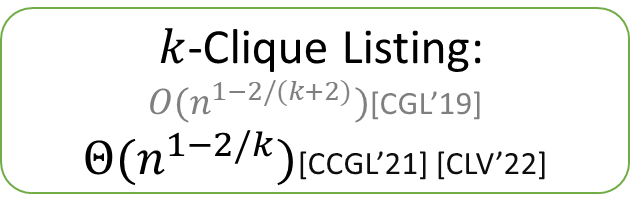 k-Clique Listing:
O(n^{1−2/(k+2)})[CGL'19]
Θ(n^{1−2/k})[CCGL'21] [CLV'22]